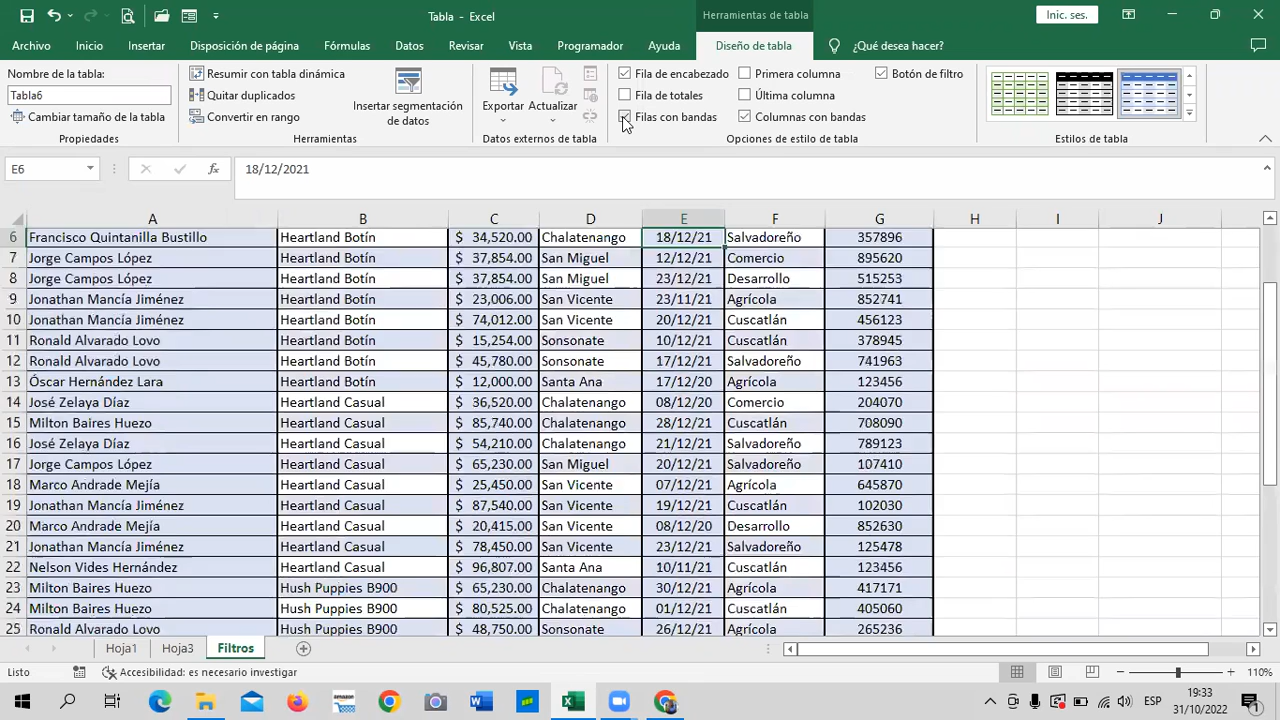 Tabla - Excel
Herramientas de tabla
Inic. ses.
Archivo Inicio Insertar Disposición de página Fórmulas Datos Revisar Vista Programador Ayuda Diseño de tabla ¿Qué desea hacer?
Nombre de la tabla:
Tabla6
Cambiar tamaño de la tabla
Propiedades
Resumir con tabla dinámica
Quitar duplicados
Convertir en rango
Insertar segmentación
de datos
Herramientas
Exportar Actualizar
Datos externos de tabla
Fila de encabezado Primera columna Botón de filtro
Fila de totales Última columna
Filas con bandas Columnas con bandas
Opciones de estilo de tabla
Estilos de tabla
E6 fx 18/12/2021
A B C D E F G H I J
6 Francisco Quintanilla Bustillo Heartland Botín $ 34,520.00 Chalatenango 18/12/21 Salvadoreño 357896
7 Jorge Campos López Heartland Botín $ 37,854.00 San Miguel 12/12/21 Comercio 895620
8 Jorge Campos López Heartland Botín $ 37,854.00 San Miguel 23/12/21 Desarrollo 515253
9 Jonathan Mancía Jiménez Heartland Botín $ 23,006.00 San Vicente 23/11/21 Agrícola 852741
10 Jonathan Mancía Jiménez Heartland Botín $ 74,012.00 San Vicente 20/12/21 Cuscatlán 456123
11 Ronald Alvarado Lovo Heartland Botín $ 15,254.00 Sonsonate 10/12/21 Cuscatlán 378945
12 Ronald Alvarado Lovo Heartland Botín $ 45,780.00 Sonsonate 17/12/21 Salvadoreño 741963
13 Óscar Hernández Lara Heartland Botín $ 12,000.00 Santa Ana 17/12/20 Agrícola 123456
14 José Zelaya Díaz Heartland Casual $ 36,520.00 Chalatenango 08/12/20 Comercio 204070
15 Milton Baires Huezo Heartland Casual $ 85,740.00 Chalatenango 28/12/21 Cuscatlán 708090
16 José Zelaya Díaz Heartland Casual $ 54,210.00 Chalatenango 21/12/21 Salvadoreño 789123
17 Jorge Campos López Heartland Casual $ 65,230.00 San Miguel 20/12/21 Salvadoreño 107410
18 Marco Andrade Mejía Heartland Casual $ 25,450.00 San Vicente 07/12/21 Agrícola 645870
19 Jonathan Mancía Jiménez Heartland Casual $ 87,540.00 San Vicente 19/12/21 Cuscatlán 102030
20 Marco Andrade Mejía Heartland Casual $ 20,415.00 San Vicente 08/12/20 Desarrollo 852630
21 Jonathan Mancía Jiménez Heartland Casual $ 78,450.00 San Vicente 23/12/21 Salvadoreño 125478
22 Nelson Vides Hernández Heartland Casual $ 96,807.00 Santa Ana 10/11/21 Cuscatlán 123456
23 Milton Baires Huezo Hush Puppies B900 $ 65,230.00 Chalatenango 30/12/21 Agrícola 417171
24 Milton Baires Huezo Hush Puppies B900 $ 80,525.00 Chalatenango 01/12/21 Cuscatlán 405060
25 Ronald Alvarado Lovo Hush Puppies B900 $ 48,750.00 Sonsonate 26/12/21 Agrícola 265236
Hoja1 Hoja3 Filtros
Listo Accesibilidad: es necesario investigar 110%
ESP 19:33
31/10/2022